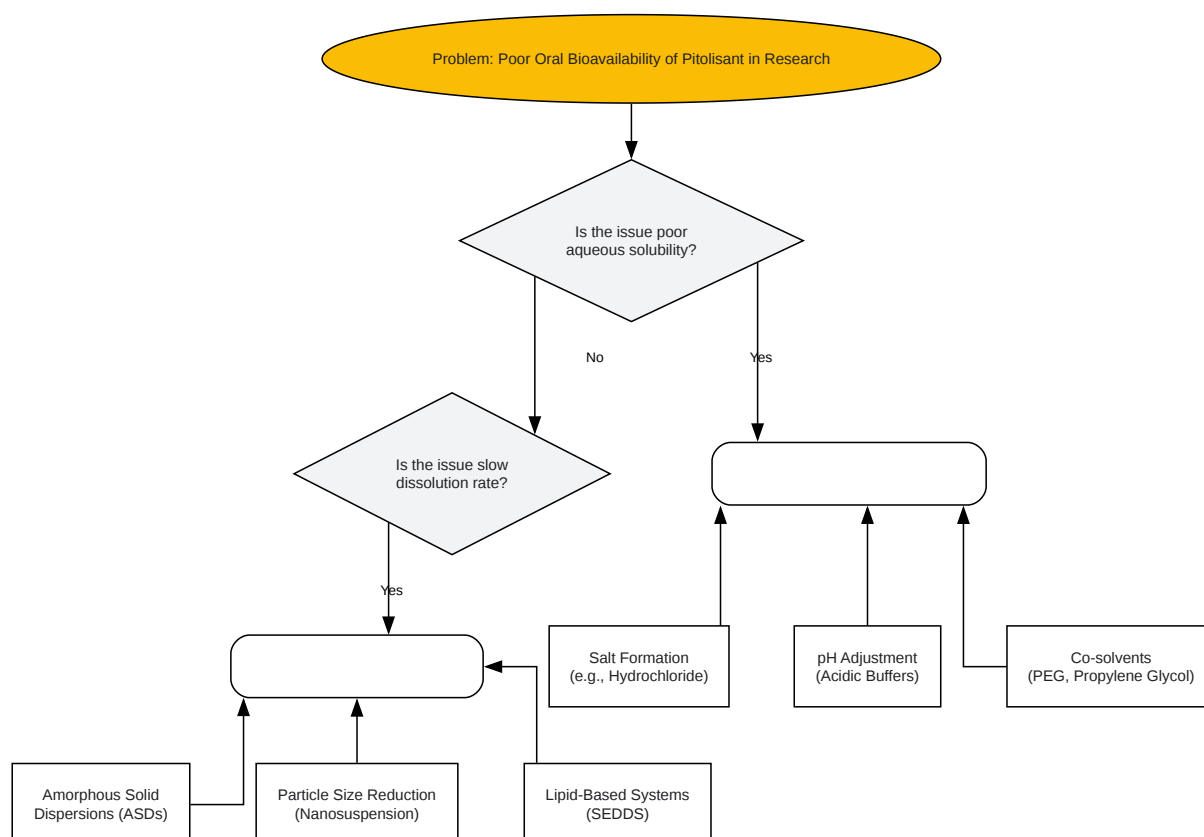 Problem: Poor Oral Bioavailability of Pitolisant in Research
Is the issue poor
aqueous solubility?
No
Yes
Is the issue slow
dissolution rate?
Yes
Salt Formation
(e.g., Hydrochloride)
pH Adjustment
(Acidic Buffers)
Co-solvents
(PEG, Propylene Glycol)
Amorphous Solid
Dispersions (ASDs)
Particle Size Reduction
(Nanosuspension)
Lipid-Based Systems
(SEDDS)